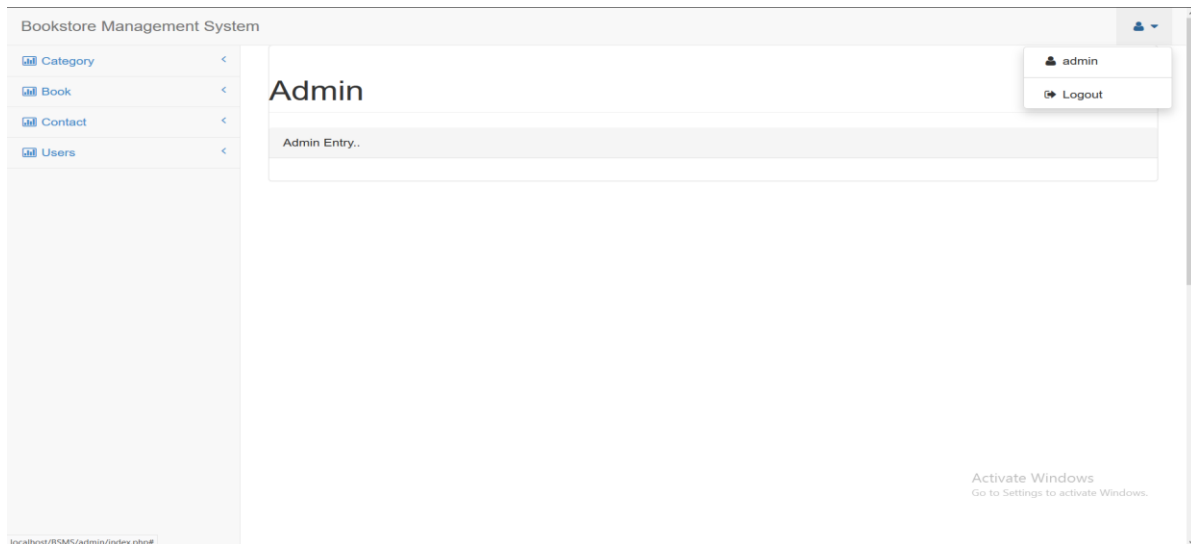 Bookstore Management System
Category
Book
Contact
Users
admin
Logout
Admin
Admin Entry..
Activate Windows
Go to Settings to activate Windows.
localhost/BSMS/admin/index.php#